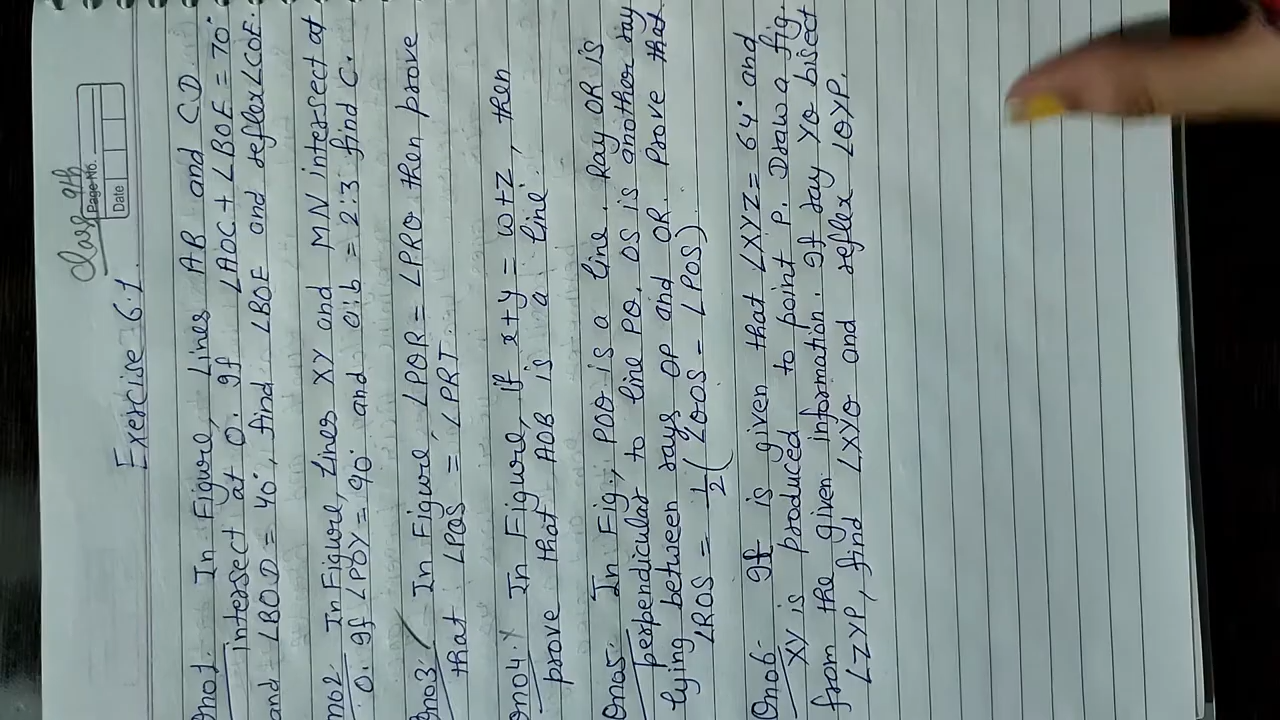 Class 9th
Page No.
Date
Exercise 6.1
Qno1. In Figure, Lines AB and CD
intersect at O. If ∠AOC + ∠BOE = 70°
and ∠BOD = 40°, find ∠BOE and reflex ∠COE.
Qno2. In Figure, Lines XY and MN intersect at
O. If ∠POY = 90° and a:b = 2:3 find C.
Qno3. In Figure, ∠PQR = ∠PRQ then prove
that ∠PQS = ∠PRT.
Qno4. In Figure, If x+y = w+z, then
prove that AOB is a line.
Qno5. In Fig., POQ is a line. Ray OR is
perpendicular to line PQ. OS is another ray
lying between rays OP and OR. Prove that
∠ROS = 1/2 (∠QOS - ∠POS)
Qno6. If is given that ∠XYZ = 64° and
XY is produced to point P. Draw a fig.
from the given information. If ray YQ bisect
∠ZYP, find ∠XYQ and reflex ∠QYP.